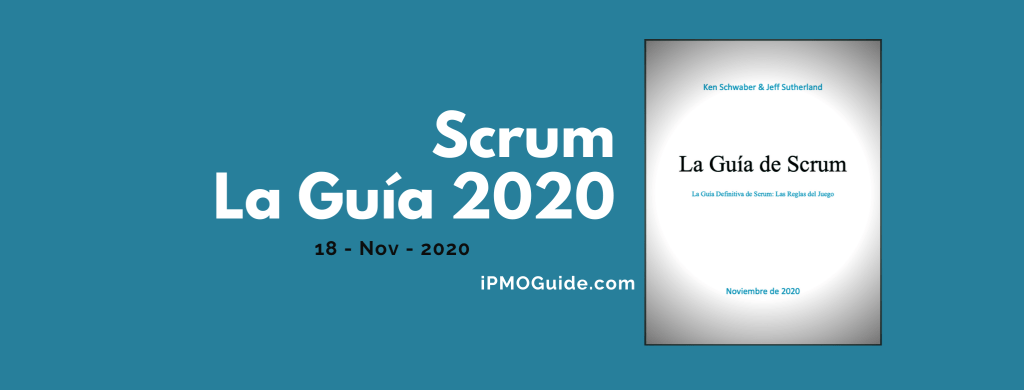 Scrum
La Guía 2020
18 - Nov - 2020
iPMOGuide.com
Ken Schwaber & Jeff Sutherland
La Guía de Scrum
La Guía Definitiva de Scrum: Las Reglas del Juego
Noviembre de 2020